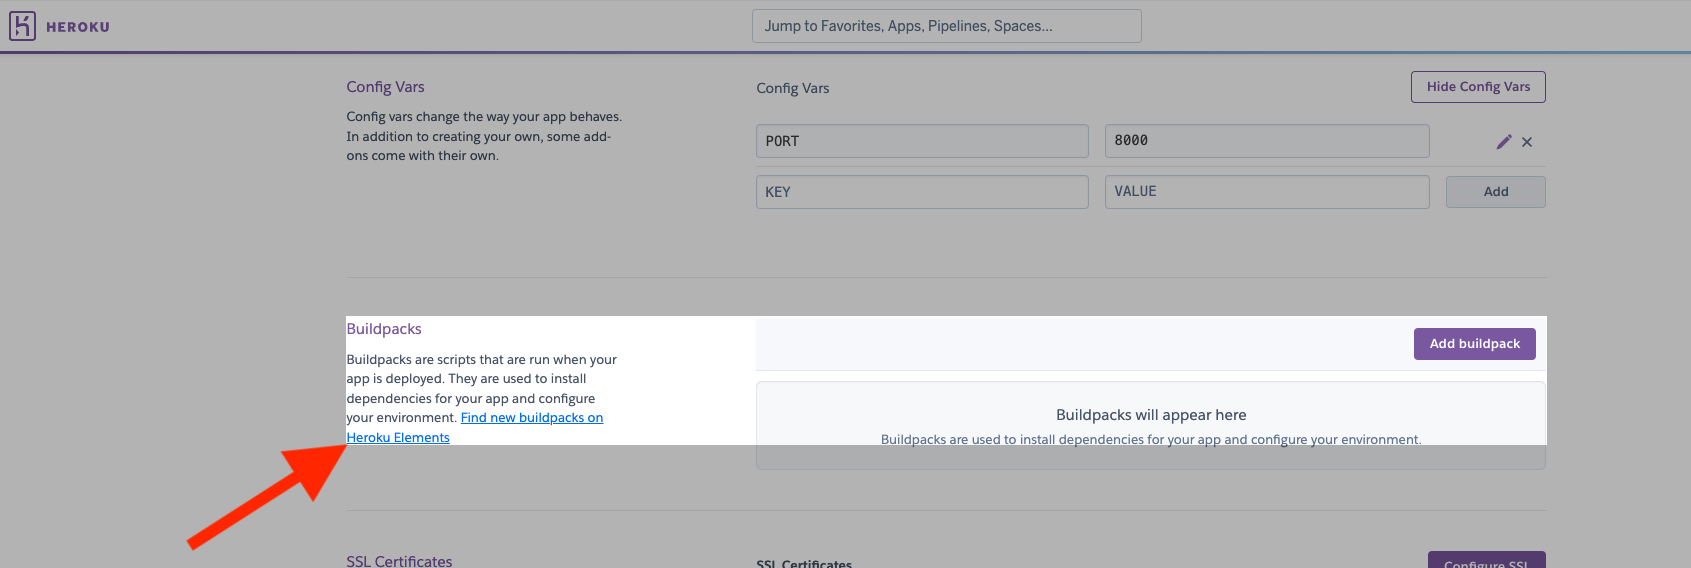 HEROKU
Jump to Favorites, Apps, Pipelines, Spaces...
Config Vars
Config vars change the way your app behaves.
In addition to creating your own, some add-
ons come with their own.
Config Vars
Hide Config Vars
PORT
8000
KEY
VALUE
Add
Buildpacks
Buildpacks are scripts that are run when your
app is deployed. They are used to install
dependencies for your app and configure
your environment. Find new buildpacks on
Heroku Elements
Add buildpack
Buildpacks will appear here
Buildpacks are used to install dependencies for your app and configure your environment.
SSL Certificates
SSL Certificates
Configure SSL